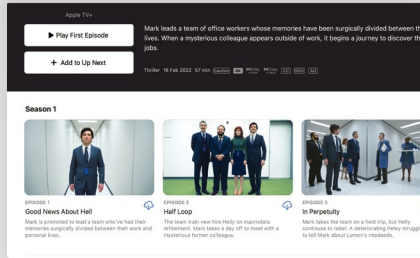 Apple TV+
▶ Play First Episode
+ Add to Up Next
Mark leads a team of office workers whose memories have been surgically divided between th
lives. When a mysterious colleague appears outside of work, it begins a journey to discover th
jobs.
Thriller 18 Feb 2022 57 min
CC SDH AD
Season 1
EPISODE 1
Good News About Hell
Mark is promoted to lead a team who've had their
memories surgically divided between their work and
personal lives.
EPISODE 2
Half Loop
The team train new hire Helly on macrodata
refinement. Mark takes a day off to meet with a
mysterious former colleague.
EPISODE 3
In Perpetuity
Mark takes the team on a field trip, but Helly
continues to rebel. A deteriorating Petey struggl
to tell Mark about Lumon's misdeeds.